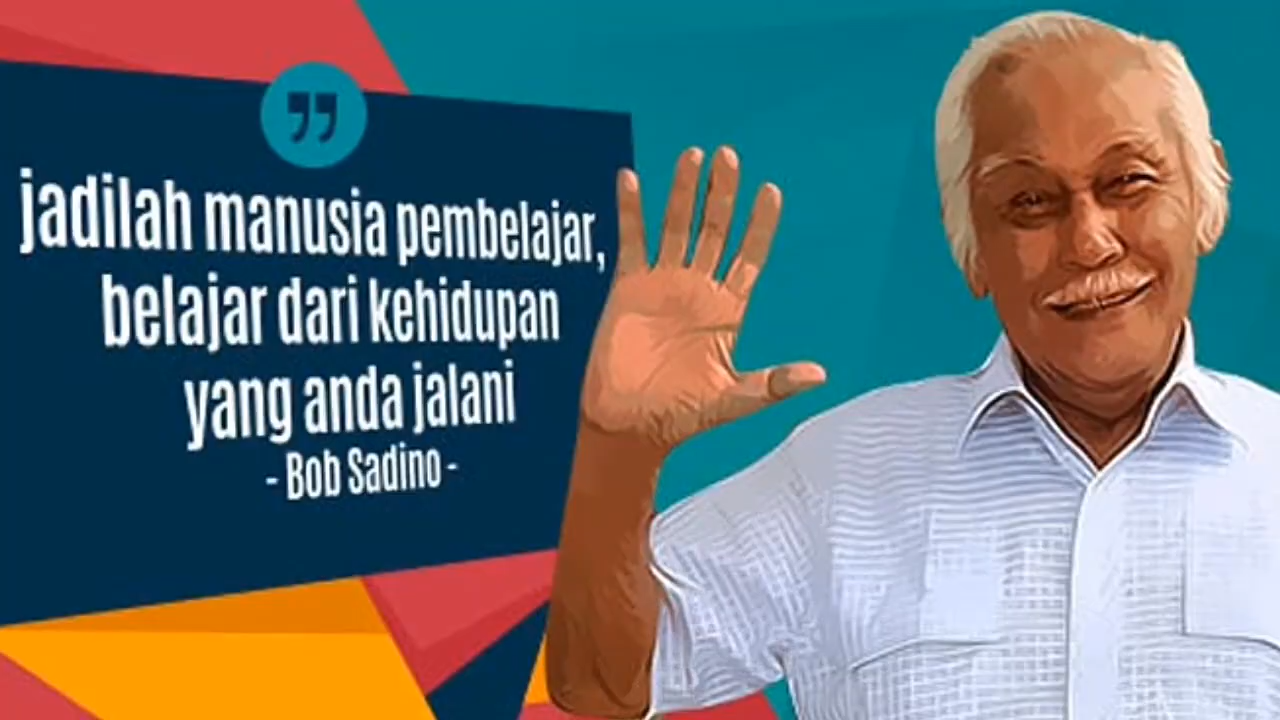 jadilah manusia pembelajar,
belajar dari kehidupan
yang anda jalani
- Bob Sadino -